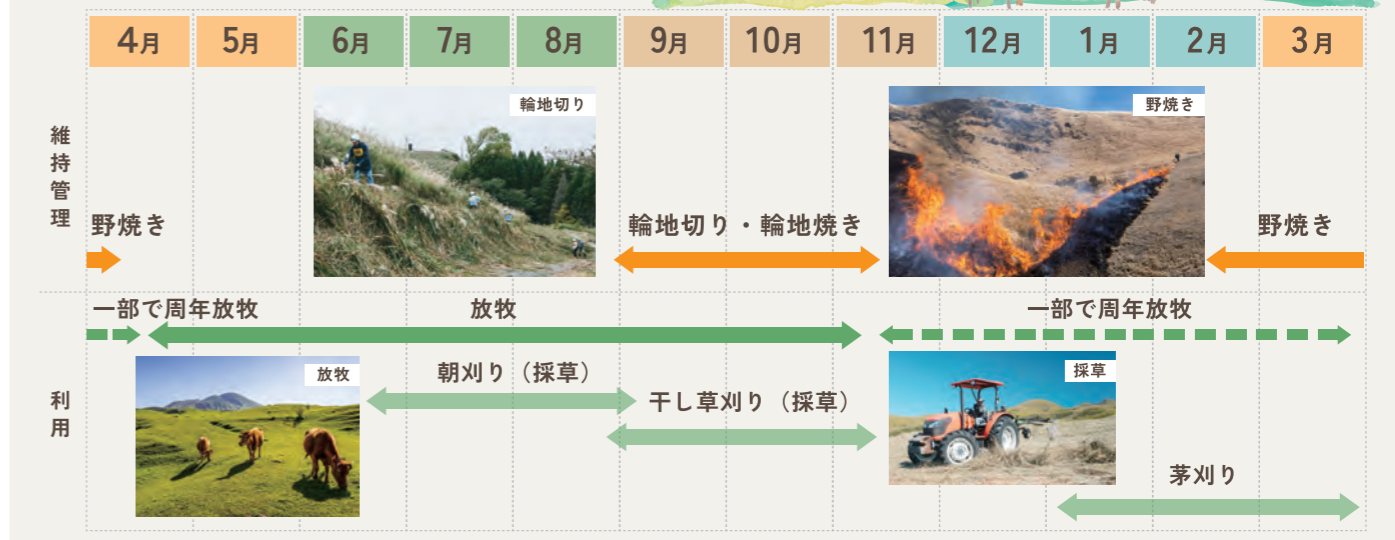 4月 5月 6月 7月 8月 9月 10月 11月 12月 1月 2月 3月
維持管理
輪地切り
野焼き
野焼き
輪地切り・輪地焼き
野焼き
利用
一部で周年放牧
放牧
一部で周年放牧
放牧
朝刈り（採草）
干し草刈り（採草）
採草
茅刈り